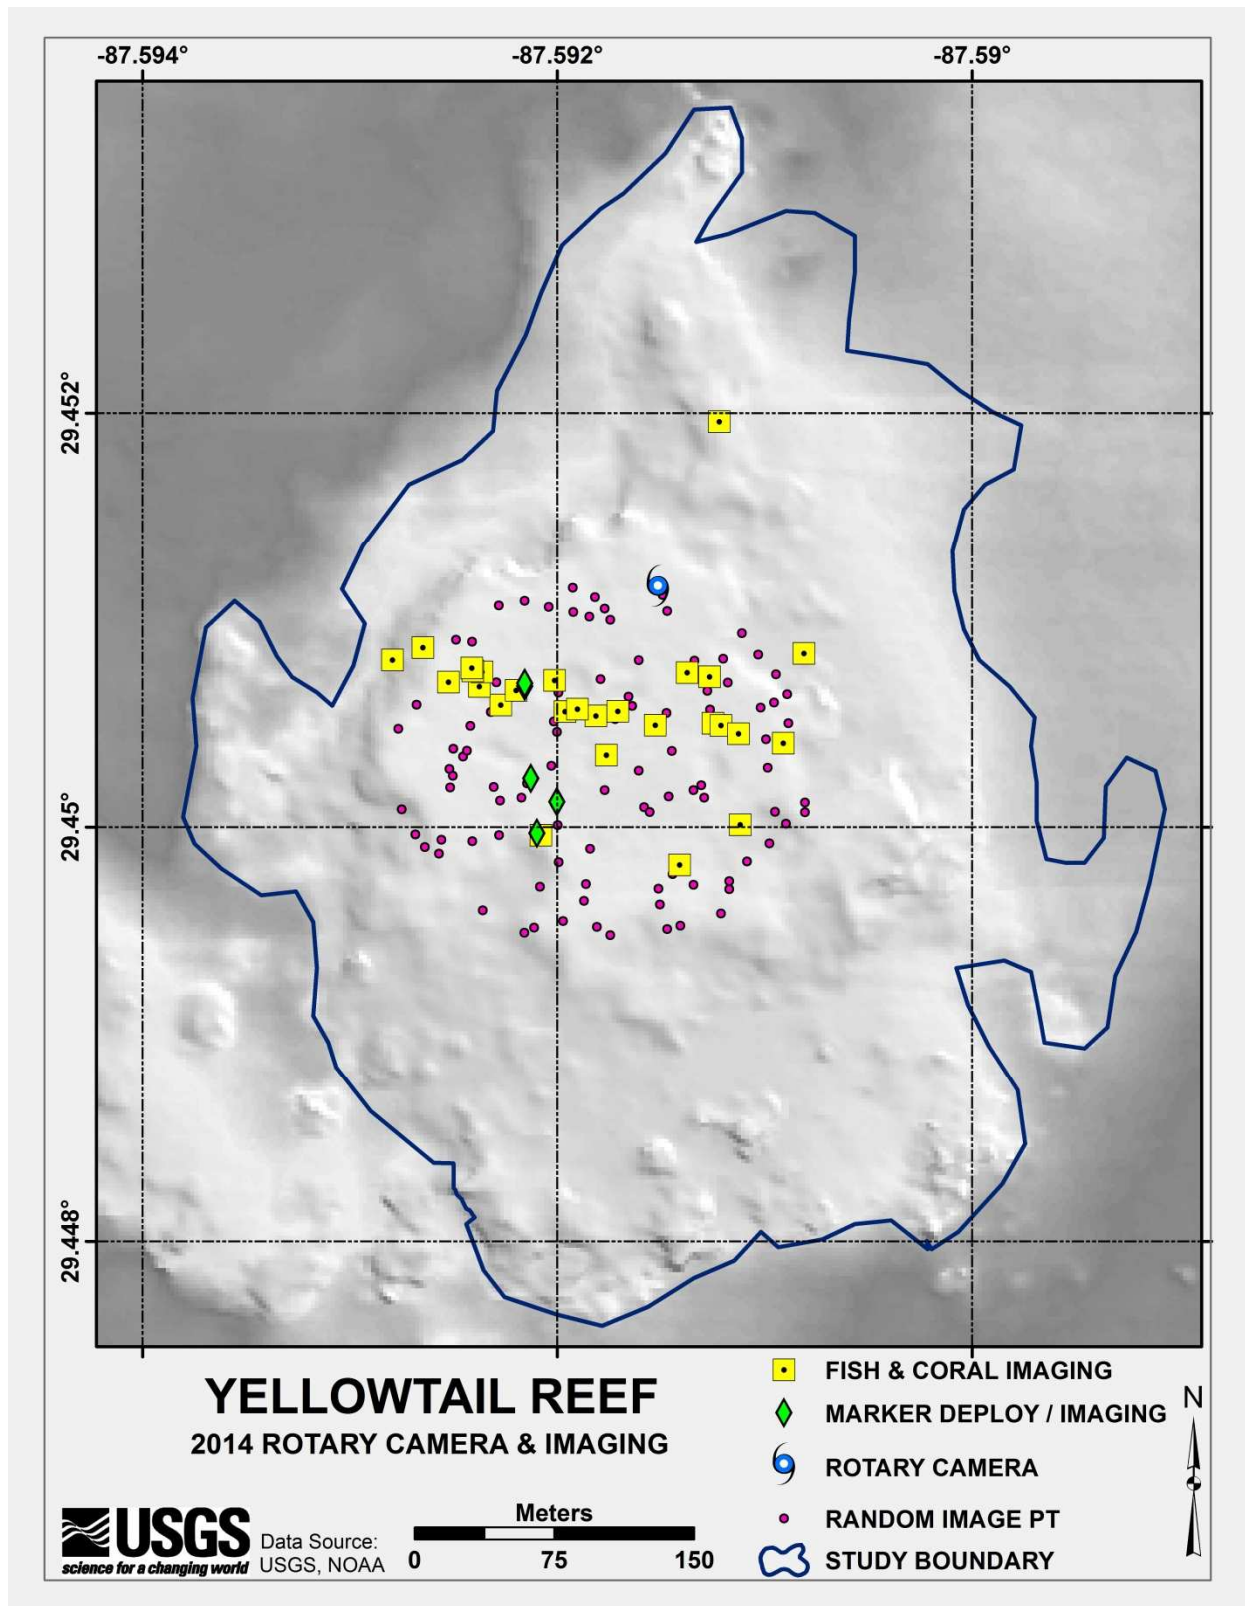 -87.594° -87.592° -87.59°
29.452°
29.45°
29.448°
YELLOWTAIL REEF
2014 ROTARY CAMERA & IMAGING
FISH & CORAL IMAGING
MARKER DEPLOY / IMAGING
ROTARY CAMERA
RANDOM IMAGE PT
STUDY BOUNDARY
N
USGS
science for a changing world
Data Source:
USGS, NOAA
Meters
0 75 150